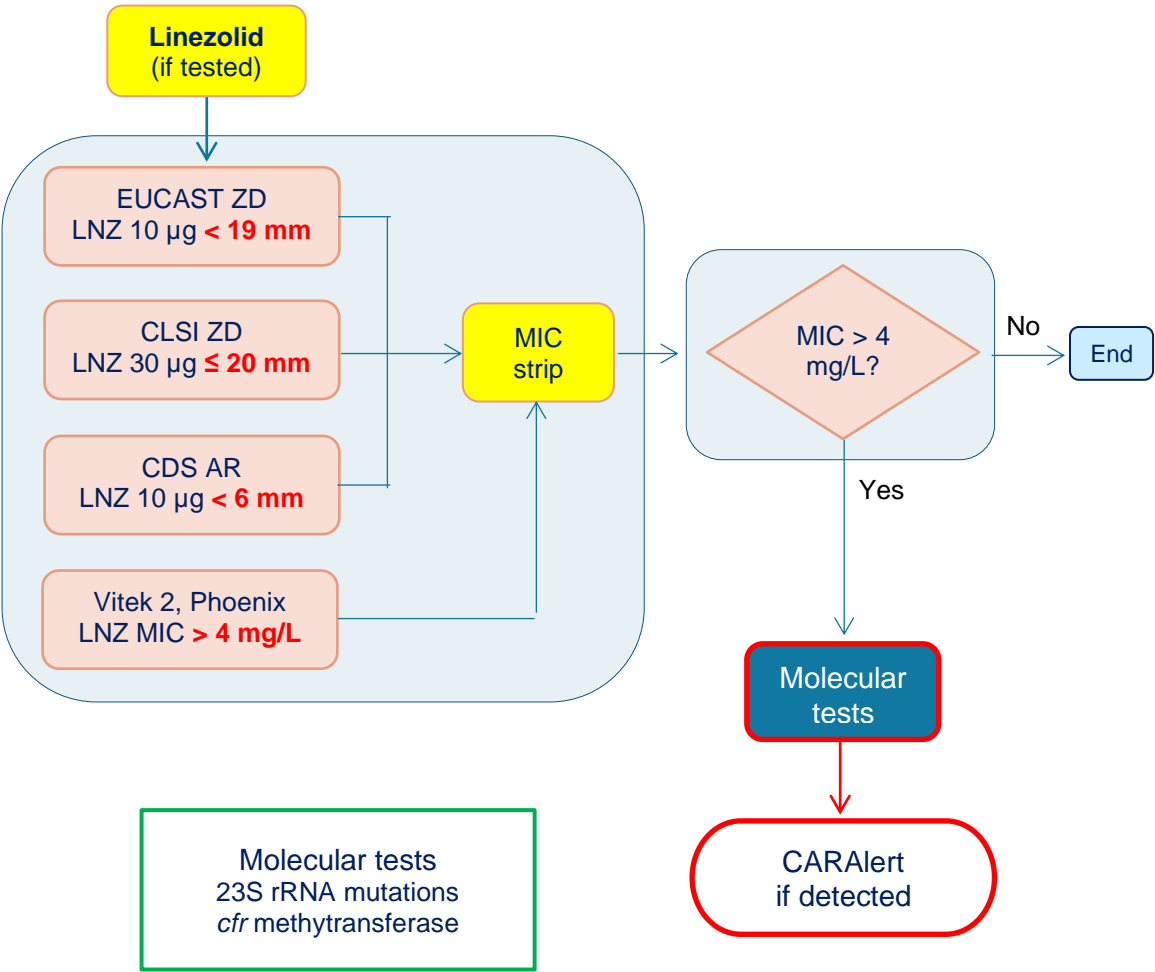 Linezolid
(if tested)
EUCAST ZD
LNZ 10 µg < 19 mm
CLSI ZD
LNZ 30 µg ≤ 20 mm
CDS AR
LNZ 10 µg < 6 mm
Vitek 2, Phoenix
LNZ MIC > 4 mg/L
MIC
strip
MIC > 4
mg/L?
No
End
Yes
Molecular
tests
CARAlert
if detected
Molecular tests
23S rRNA mutations
cfr methytransferase